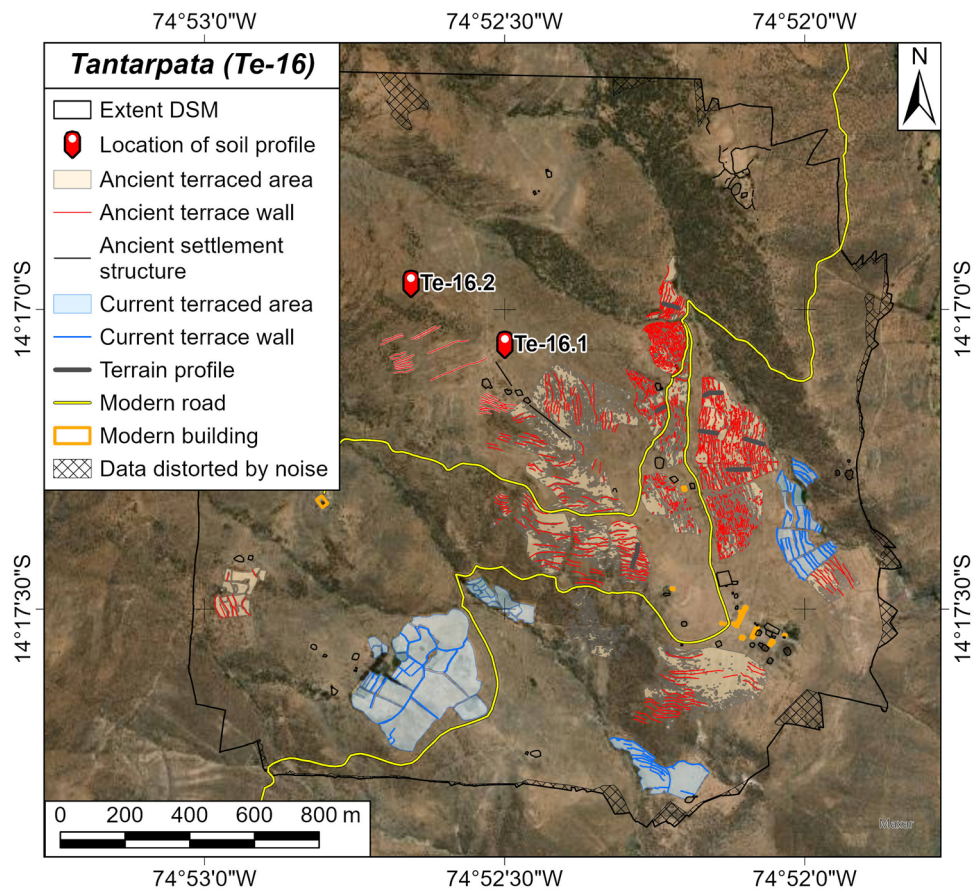 74°53'0"W
74°52'30"W
74°52'0"W
Tantarpata (Te-16)
Extent DSM
Location of soil profile
Ancient terraced area
Ancient terrace wall
Ancient settlement
structure
Current terraced area
Current terrace wall
Terrain profile
Modern road
Modern building
Data distorted by noise
N
Te-16.2
Te-16.1
14°17'0"S
14°17'0"S
14°17'30"S
14°17'30"S
0 200 400 600 800 m
Maxar
74°53'0"W
74°52'30"W
74°52'0"W